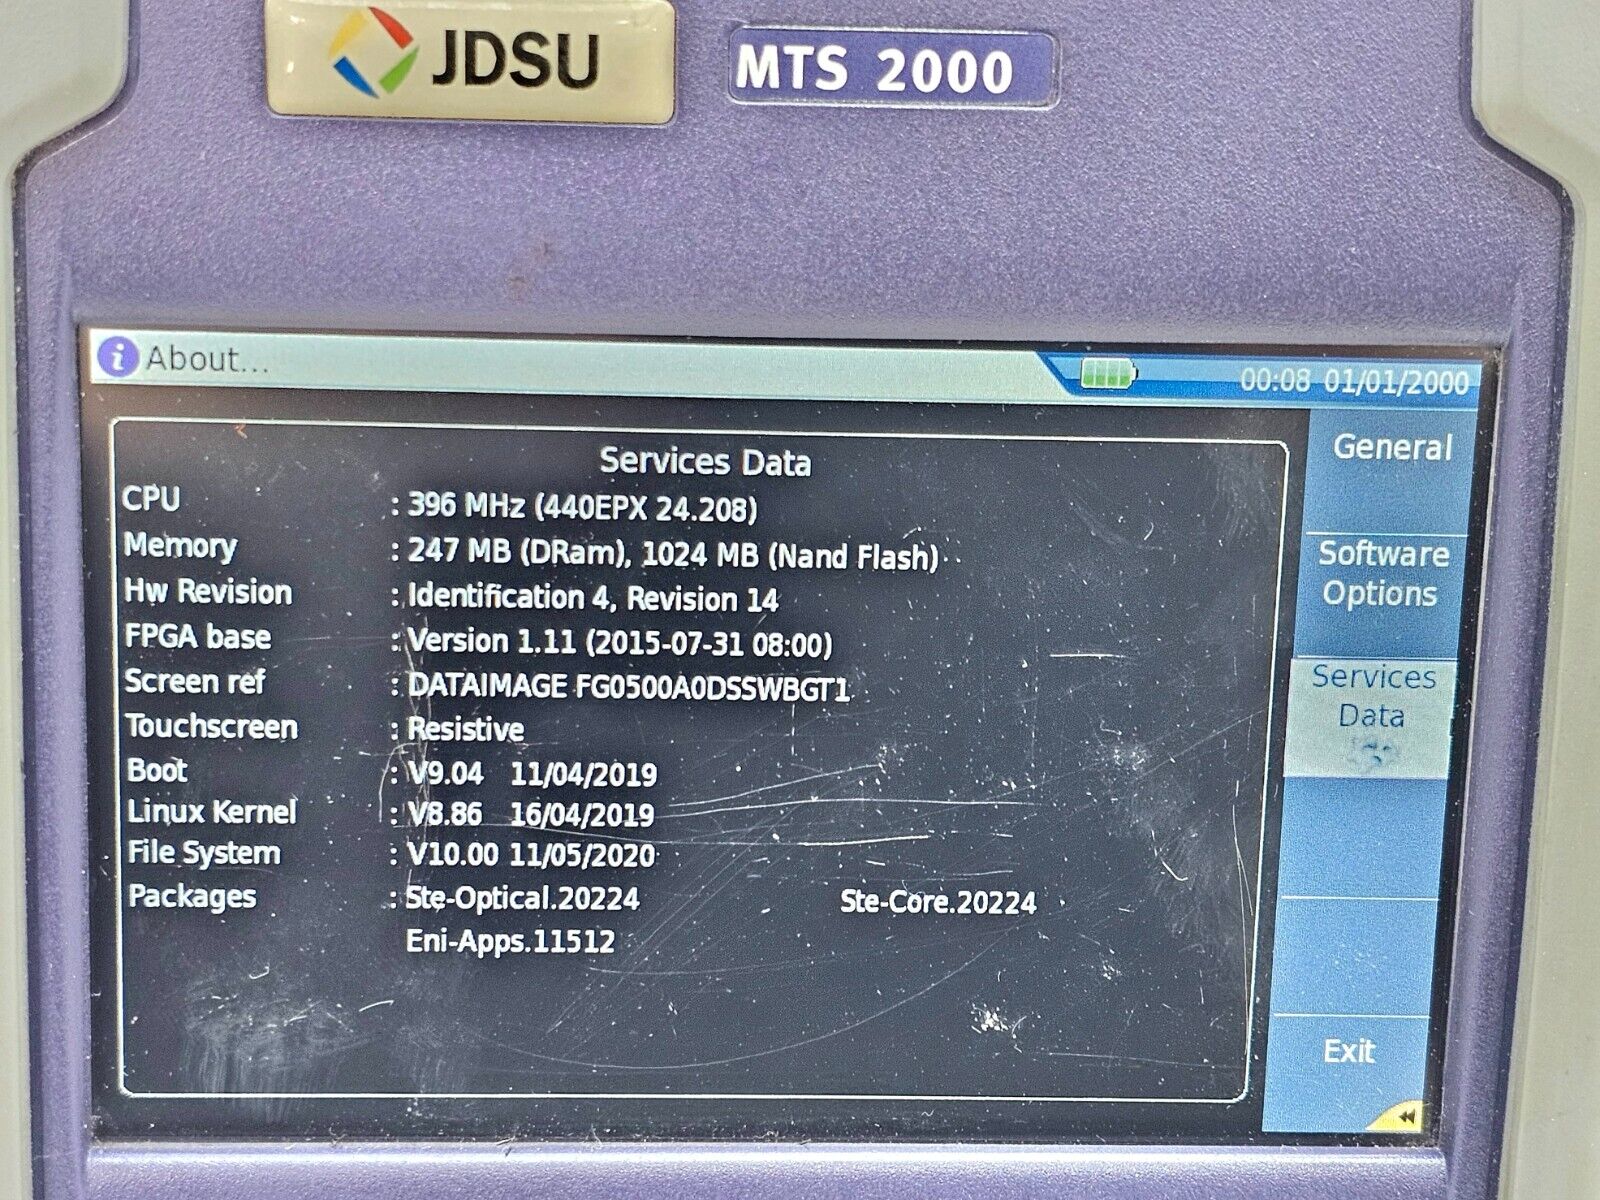 JDSU
MTS 2000
About...
00:08 01/01/2000
Services Data
CPU : 396 MHz (440EPX 24.208)
Memory : 247 MB (DRam), 1024 MB (Nand Flash)
Hw Revision : Identification 4, Revision 14
FPGA base : Version 1.11 (2015-07-31 08:00)
Screen ref : DATAIMAGE FG0500A0DSSWBGT1
Touchscreen : Resistive
Boot : V9.04 11/04/2019
Linux Kernel : V8.86 16/04/2019
File System : V10.00 11/05/2020
Packages : Ste-Optical.20224 Ste-Core.20224
Eni-Apps.11512
General
Software
Options
Services
Data
Exit